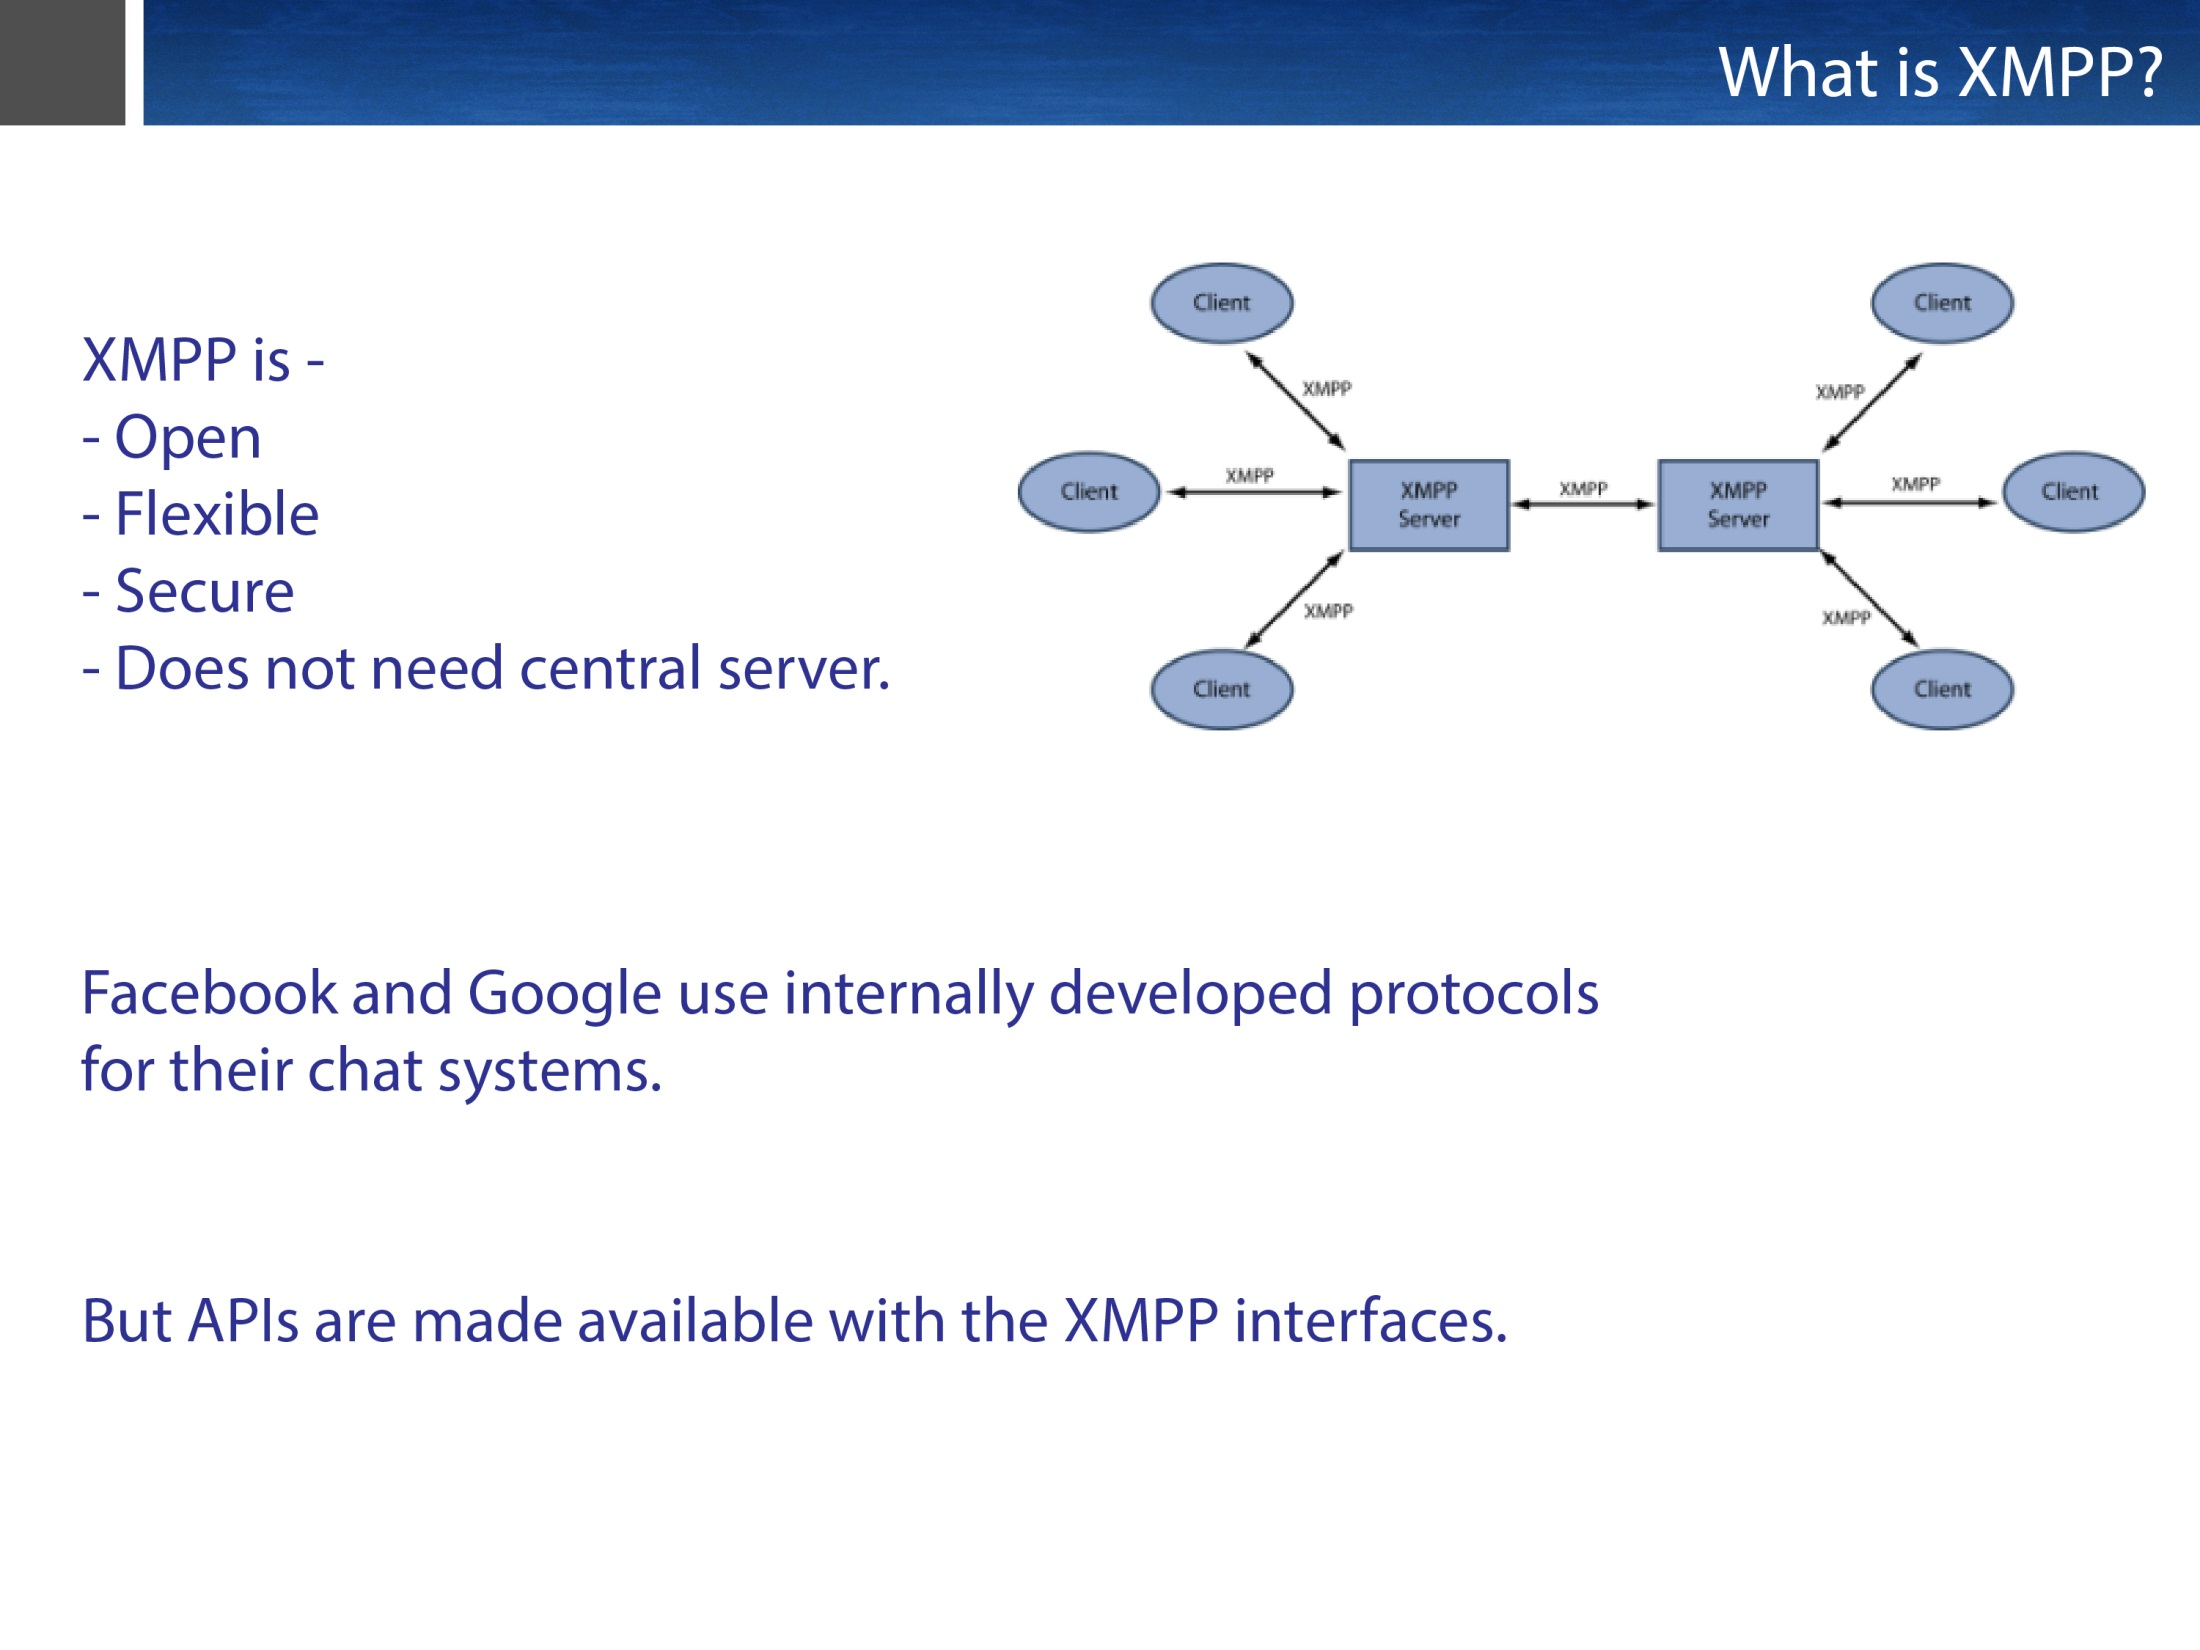 What is XMPP?
XMPP is -
- Open
- Flexible
- Secure
- Does not need central server.
Client
Client
XMPP
XMPP
Client
XMPP
XMPP
Server
XMPP
XMPP
Server
XMPP
Client
XMPP
XMPP
Client
Client
Facebook and Google use internally developed protocols
for their chat systems.
But APIs are made available with the XMPP interfaces.